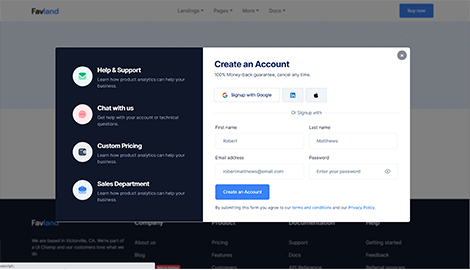 Favland
Landings
Pages
More
Docs
Buy now
Help & Support
Learn how product analytics can help your
business.
Chat with us
Get help with your account or technical
questions.
Custom Pricing
Learn how product analytics can help your
business.
Sales Department
Learn how product analytics can help your
business.
Create an Account
100% Money-back guarantee, cancel any time.
Signup with Google
Or Signup with
First name
Last name
Robert
Matthews
Email address
Password
robertmatthews@email.com
Enter your password
Create an Account
By submitting this form you agree to our terms and conditions and our Privacy Policy.
Favland
Company
Product
Documentation
Help
We are based in Victorville, CA. We're part of
a UI Champ and our customers love what we
do.
About us
Blog
Pricing
Features
Customers
Support
Docs
API Reference
Getting started
Feedback